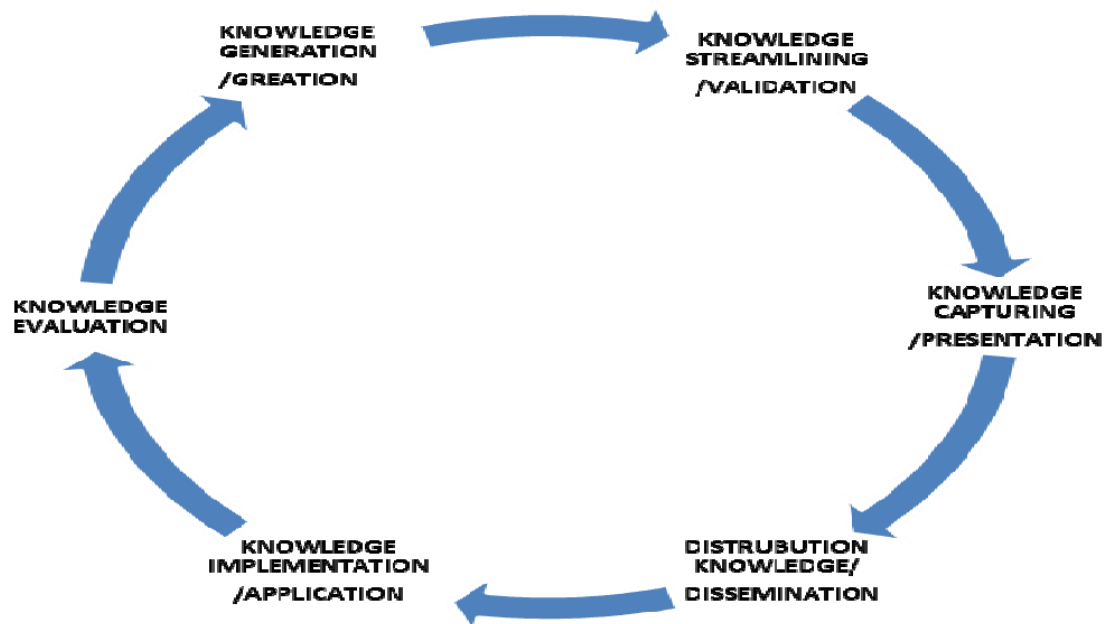 KNOWLEDGE
GENERATION
/GREATION
KNOWLEDGE
STREAMLINING
/VALIDATION
KNOWLEDGE
CAPTURING
/PRESENTATION
DISTRUBUTION
KNOWLEDGE/
DISSEMINATION
KNOWLEDGE
IMPLEMENTATION
/APPLICATION
KNOWLEDGE
EVALUATION